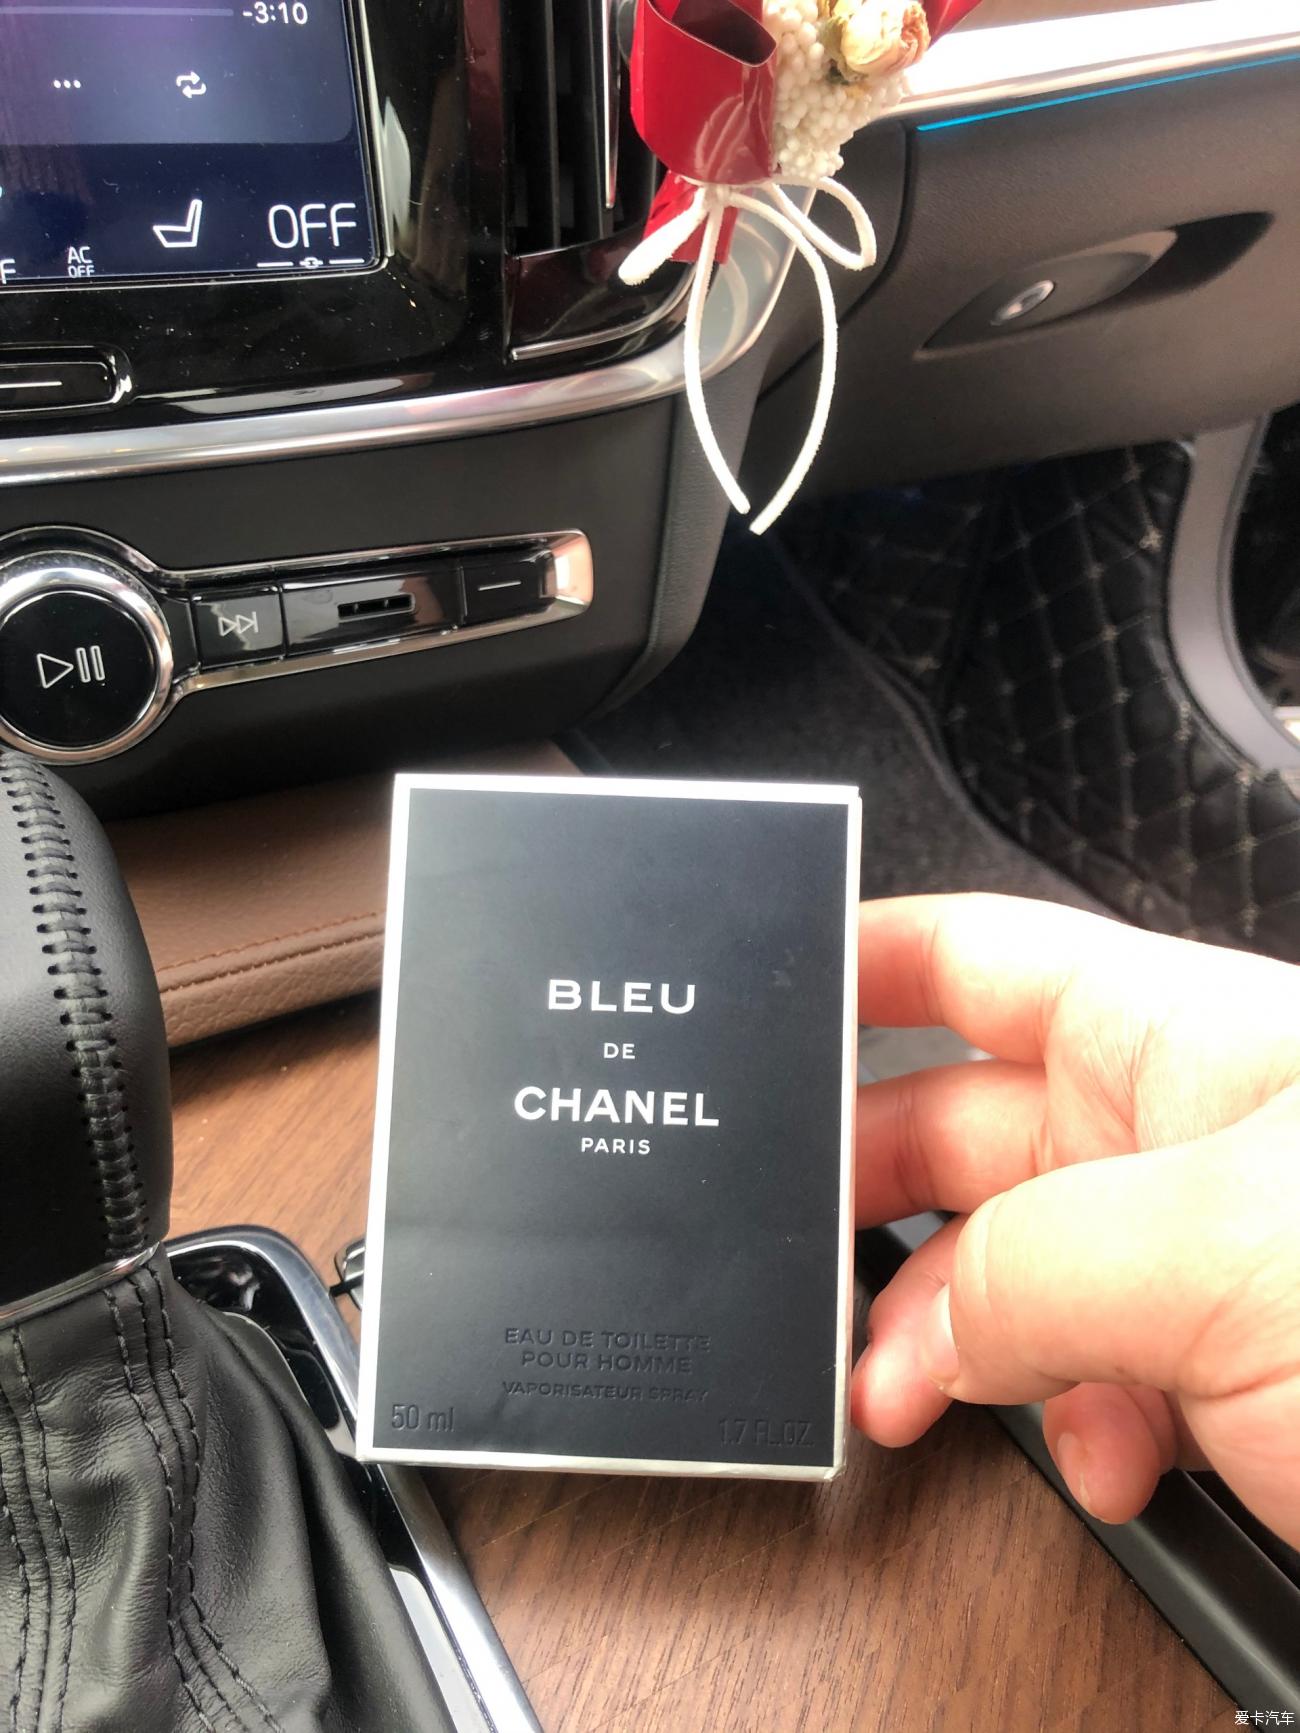 -3:10
OFF
AC
OFF
F
BLEU
DE
CHANEL
PARIS
EAU DE TOILETTE
POUR HOMME
VAPORISATEUR SPRAY
50 ml
1.7 FL.OZ.
爱卡汽车